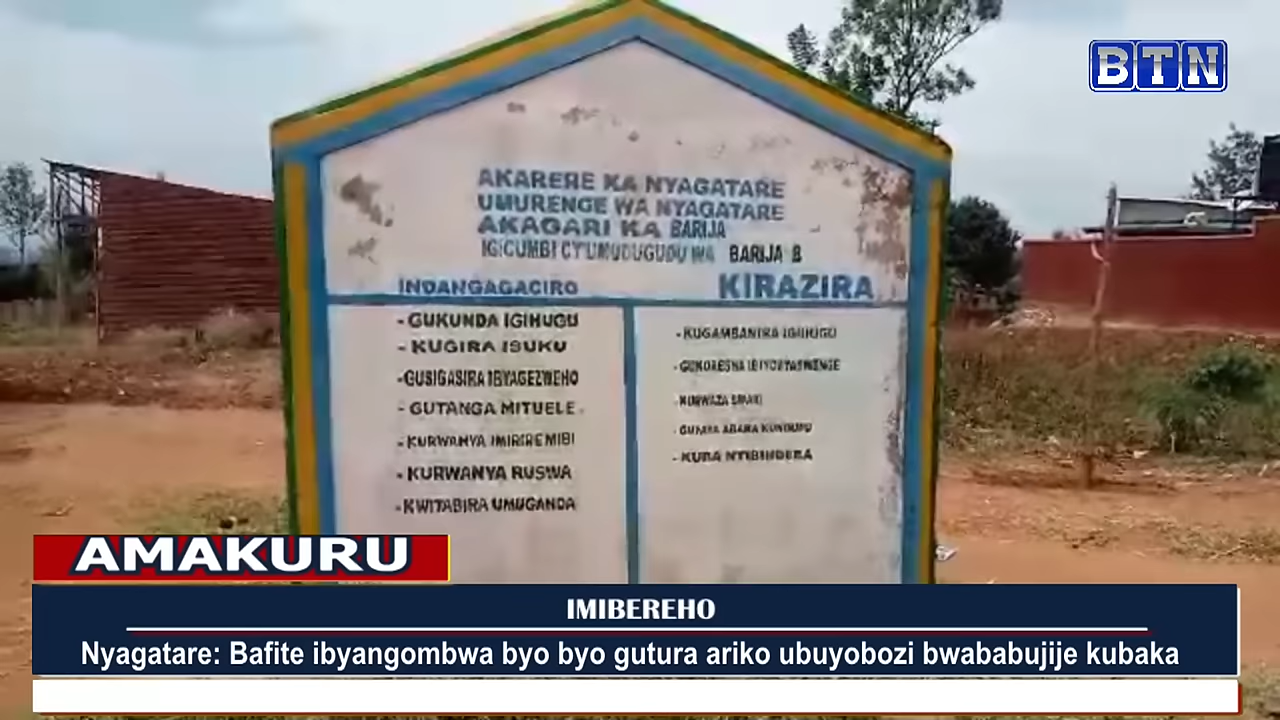 BTN
AKARERE KA NYAGATARE
UMURENGE WA NYAGATARE
AKAGARI KA BARIJA
IGICUMBI CY'UMUDUGUDU WA BARIJA B
INDANGAGACIRO
KIRAZIRA
- GUKUNDA IGIHUGU
- KUGIRA ISUKU
- GUSIGASIRA IBYAGEZWEHO
- GUTANGA MITUELE
- KURWANYA IMIRIRE MIBI
- KURWANYA RUSWA
- KWITABIRA UMUGANDA
- KUGAMBANIRA IGIHUGU
- KUBA NYIBINDEBA
AMAKURU
IMIBEREHO
Nyagatare: Bafite ibyangombwa byo byo gutura ariko ubuyobozi bwababujije kubaka